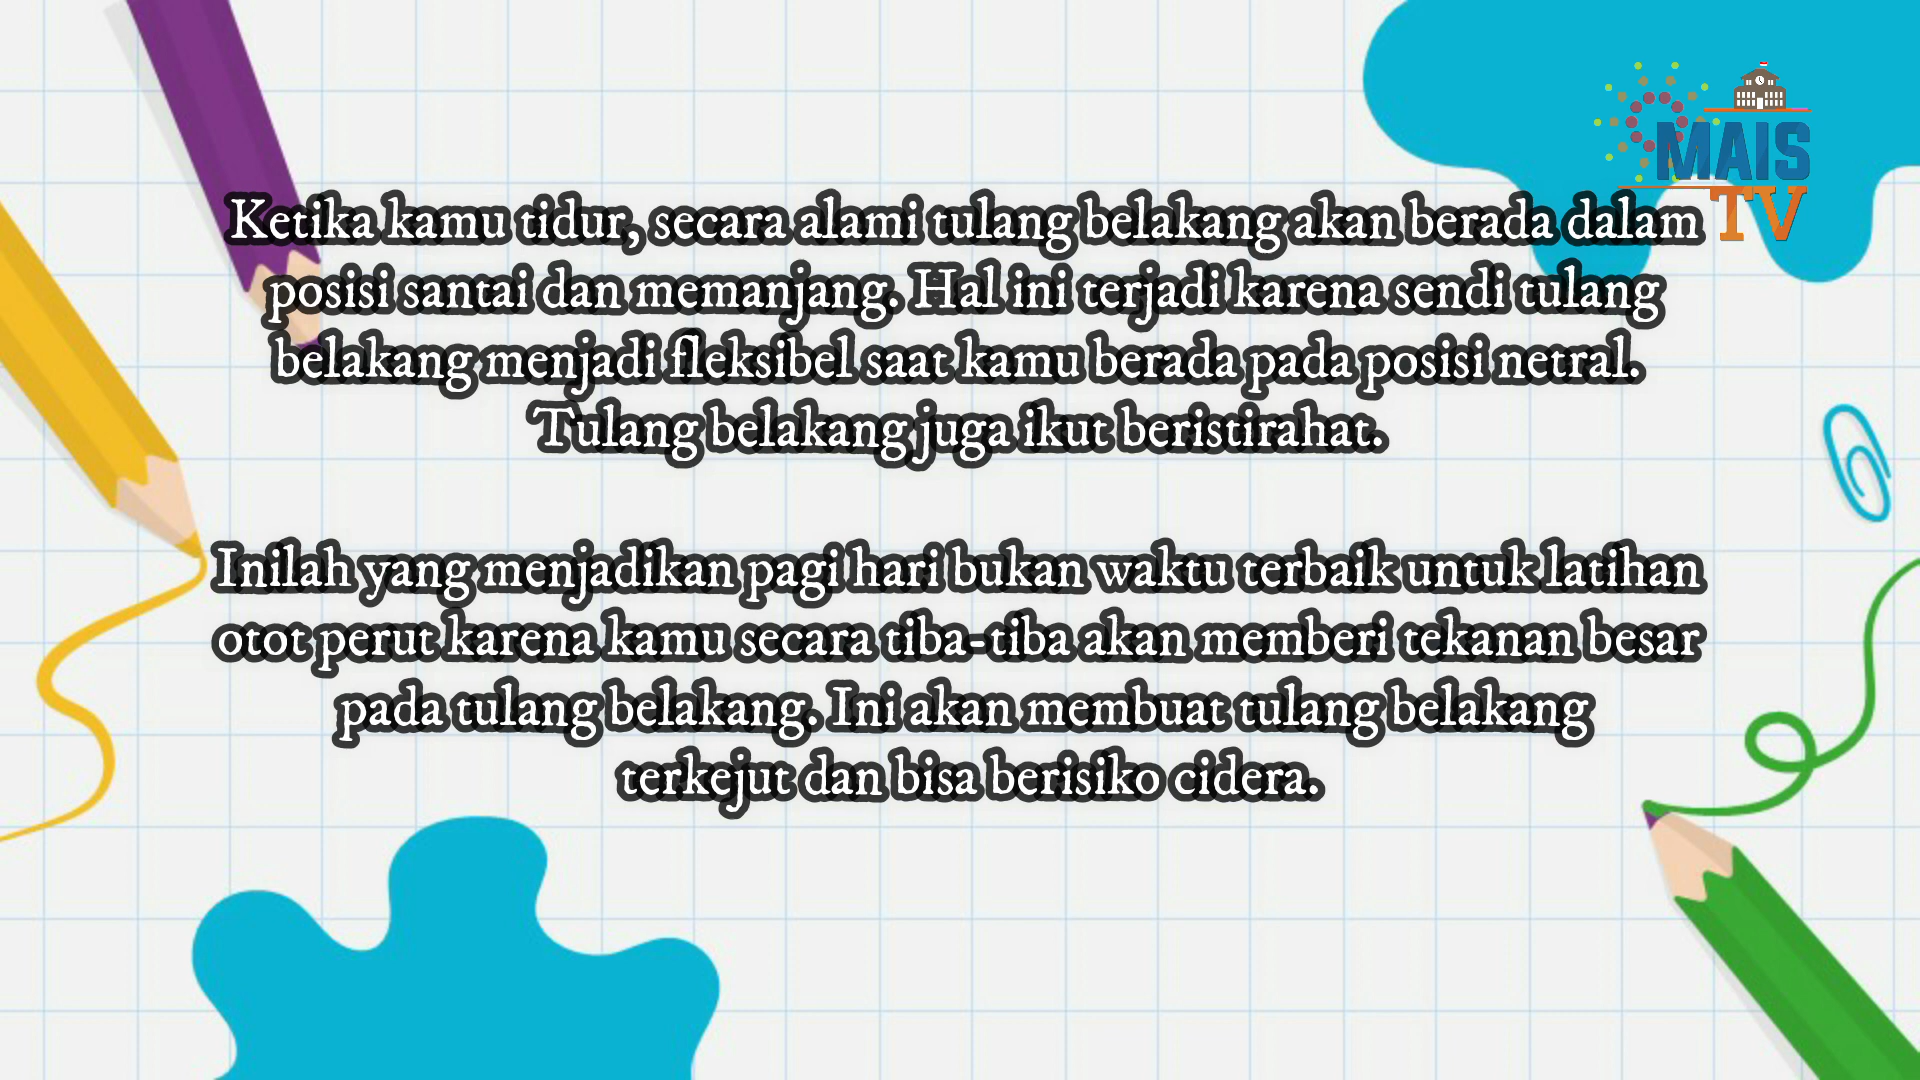 MAIS
TV
Ketika kamu tidur, secara alami tulang belakang akan berada dalam
posisi santai dan memanjang. Hal ini terjadi karena sendi tulang
belakang menjadi fleksibel saat kamu berada pada posisi netral.
Tulang belakang juga ikut beristirahat.
Inilah yang menjadikan pagi hari bukan waktu terbaik untuk latihan
otot perut karena kamu secara tiba-tiba akan memberi tekanan besar
pada tulang belakang. Ini akan membuat tulang belakang
terkejut dan bisa berisiko cidera.